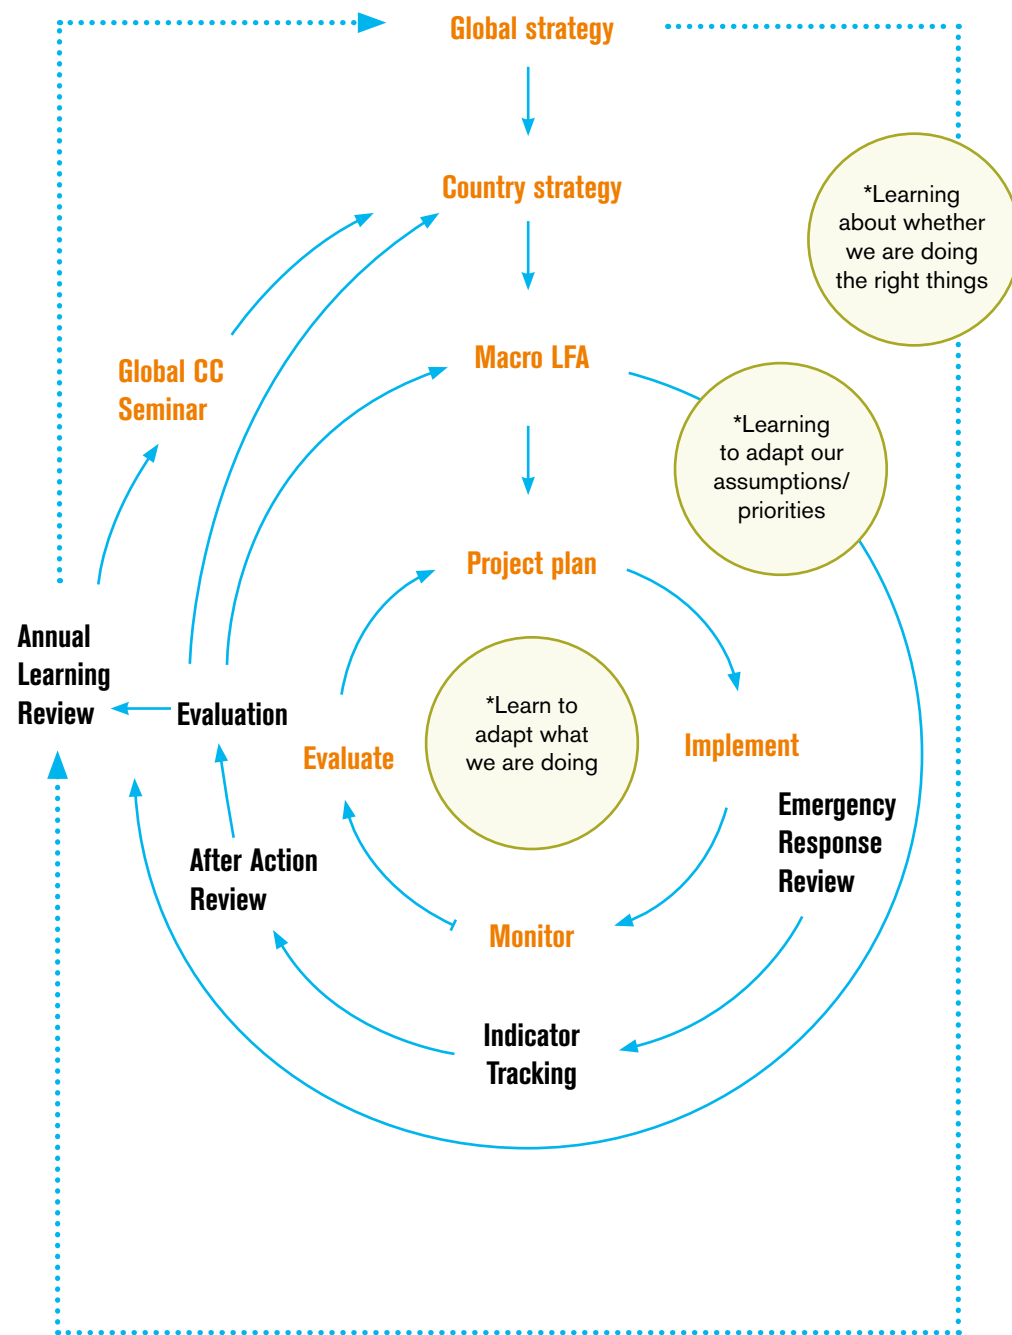 Global strategy
Country strategy
*Learning
about whether
we are doing
the right things
Macro LFA
Global CC
Seminar
*Learning
to adapt our
assumptions/
priorities
Project plan
Annual
Learning
Review
Evaluation
Evaluate
*Learn to
adapt what
we are doing
Implement
Emergency
Response
Review
After Action
Review
Monitor
Indicator
Tracking